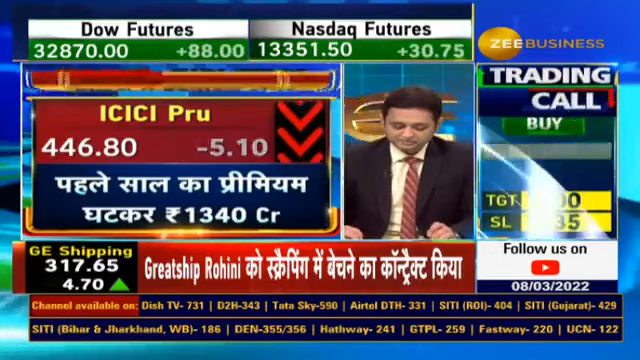 Dow Futures
32870.00 +88.00
Nasdaq Futures
13351.50 +30.75
ZEE BUSINESS
ICICI Pru
446.80 -5.10
पहले साल का प्रीमियम
घटकर ₹1340 Cr
TRADING
CALL
BUY
TGT
SL
GE Shipping
317.65
4.70
Greatship Rohini को स्क्रैपिंग में बेचने का कॉन्ट्रैक्ट किया
Follow us on
08/03/2022
Channel available on: Dish TV- 731 | D2H-343 | Tata Sky-590 | Airtel DTH- 331 | SITI (ROI)- 404 | SITI (Gujarat)- 429
SITI (Bihar & Jharkhand, WB)- 186 | DEN-355/356 | Hathway- 241 | GTPL- 259 | Fastway- 220 | UCN- 122